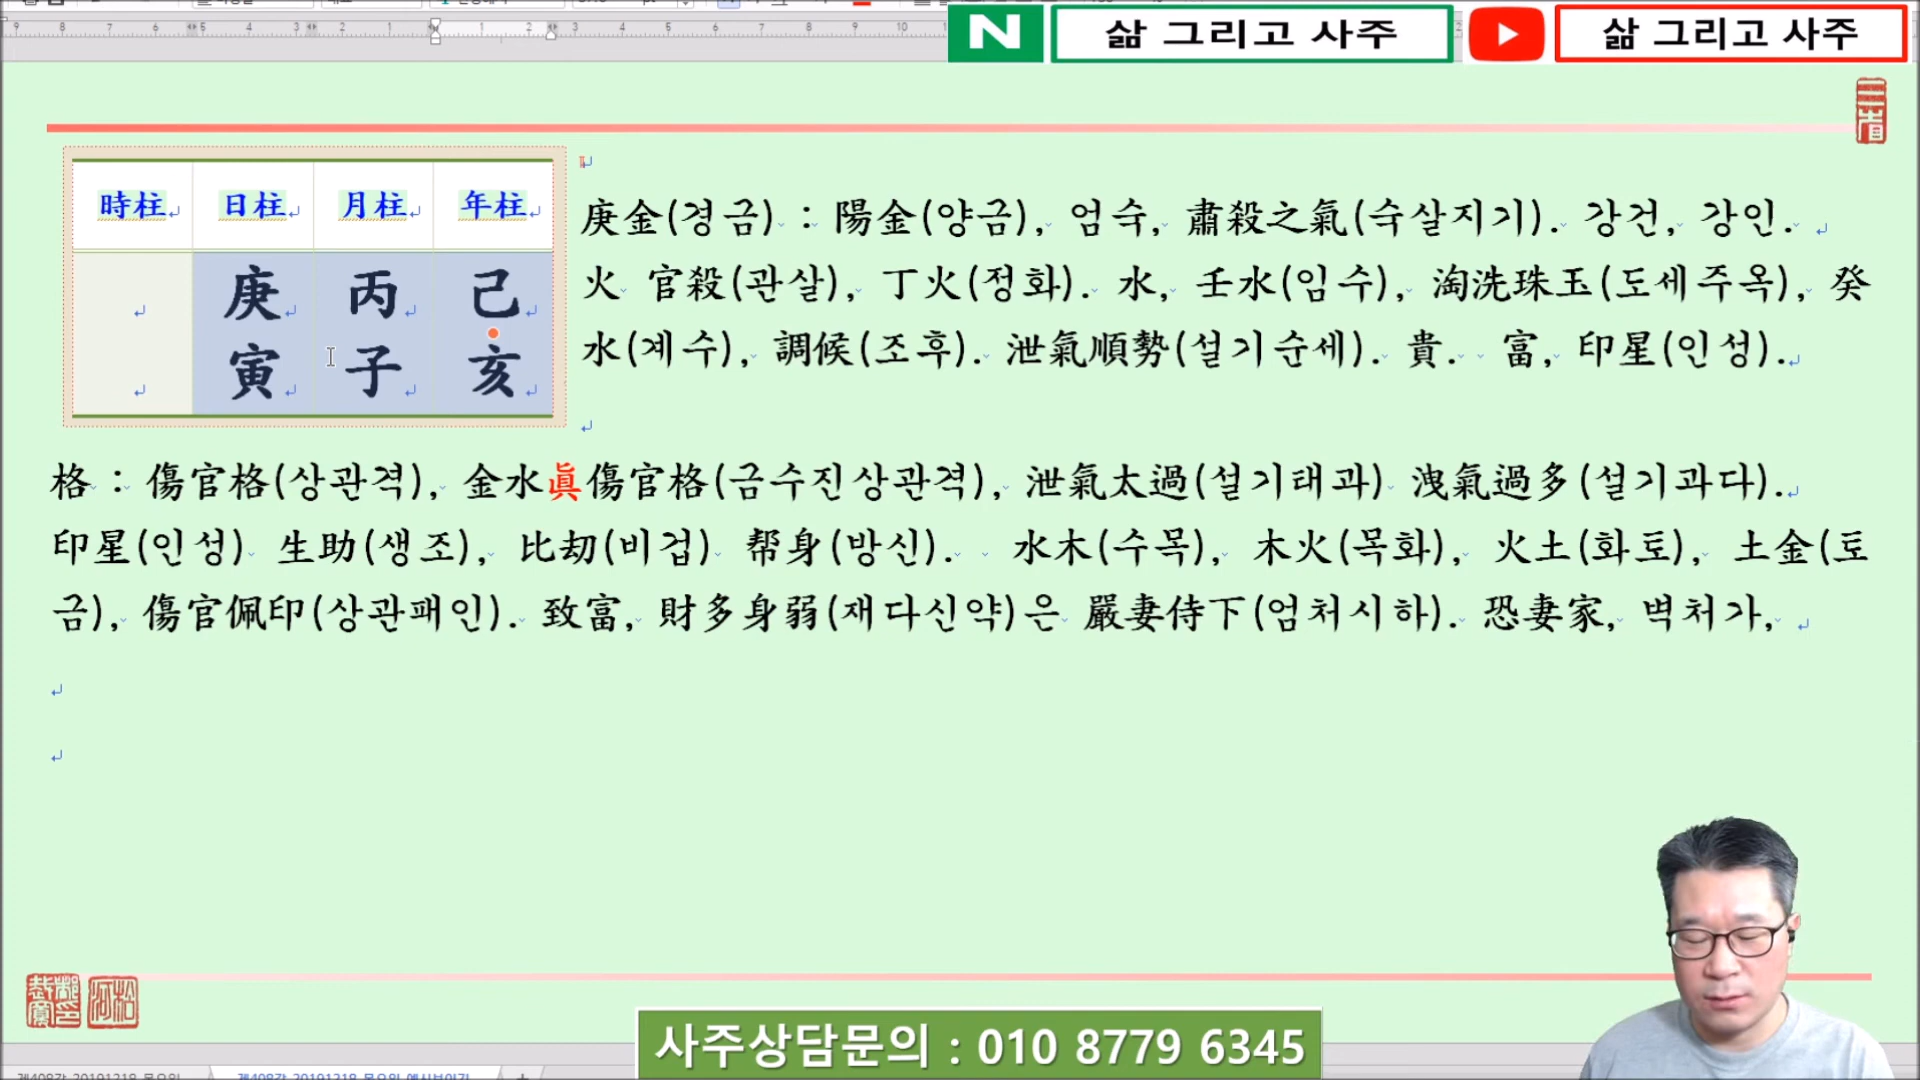 N 삶 그리고 사주 삶 그리고 사주
時柱 日柱 月柱 年柱
庚 丙 己
寅 子 亥
庚金(경금) : 陽金(양금), 엄숙, 肅殺之氣(숙살지기). 강건, 강인.
火 官殺(관살), 丁火(정화). 水, 壬水(임수), 淘洗珠玉(도세주옥), 癸
水(계수), 調候(조후). 泄氣順勢(설기순세). 貴. 富, 印星(인성).
格 : 傷官格(상관격), 金水眞傷官格(금수진상관격), 泄氣太過(설기태과) 洩氣過多(설기과다).
印星(인성) 生助(생조), 比劫(비겁) 帮身(방신). 水木(수목), 木火(목화), 火土(화토), 土金(토
금), 傷官佩印(상관패인). 致富, 財多身弱(재다신약)은 嚴妻侍下(엄처시하). 恐妻家, 벽처가,
사주상담문의 : 010 8779 6345